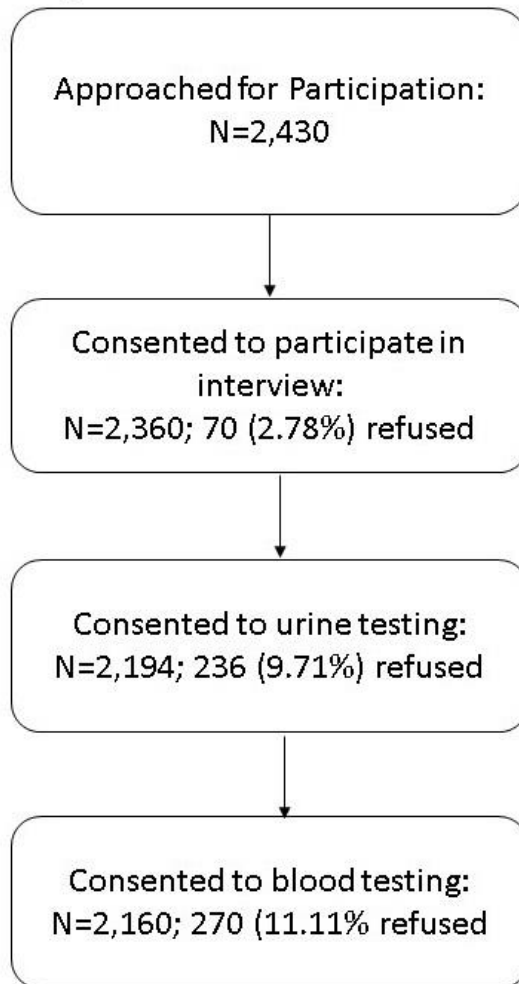 Approached for Participation:
N=2,430
Consented to participate in
interview:
N=2,360; 70 (2.78%) refused
Consented to urine testing:
N=2,194; 236 (9.71%) refused
Consented to blood testing:
N=2,160; 270 (11.11% refused